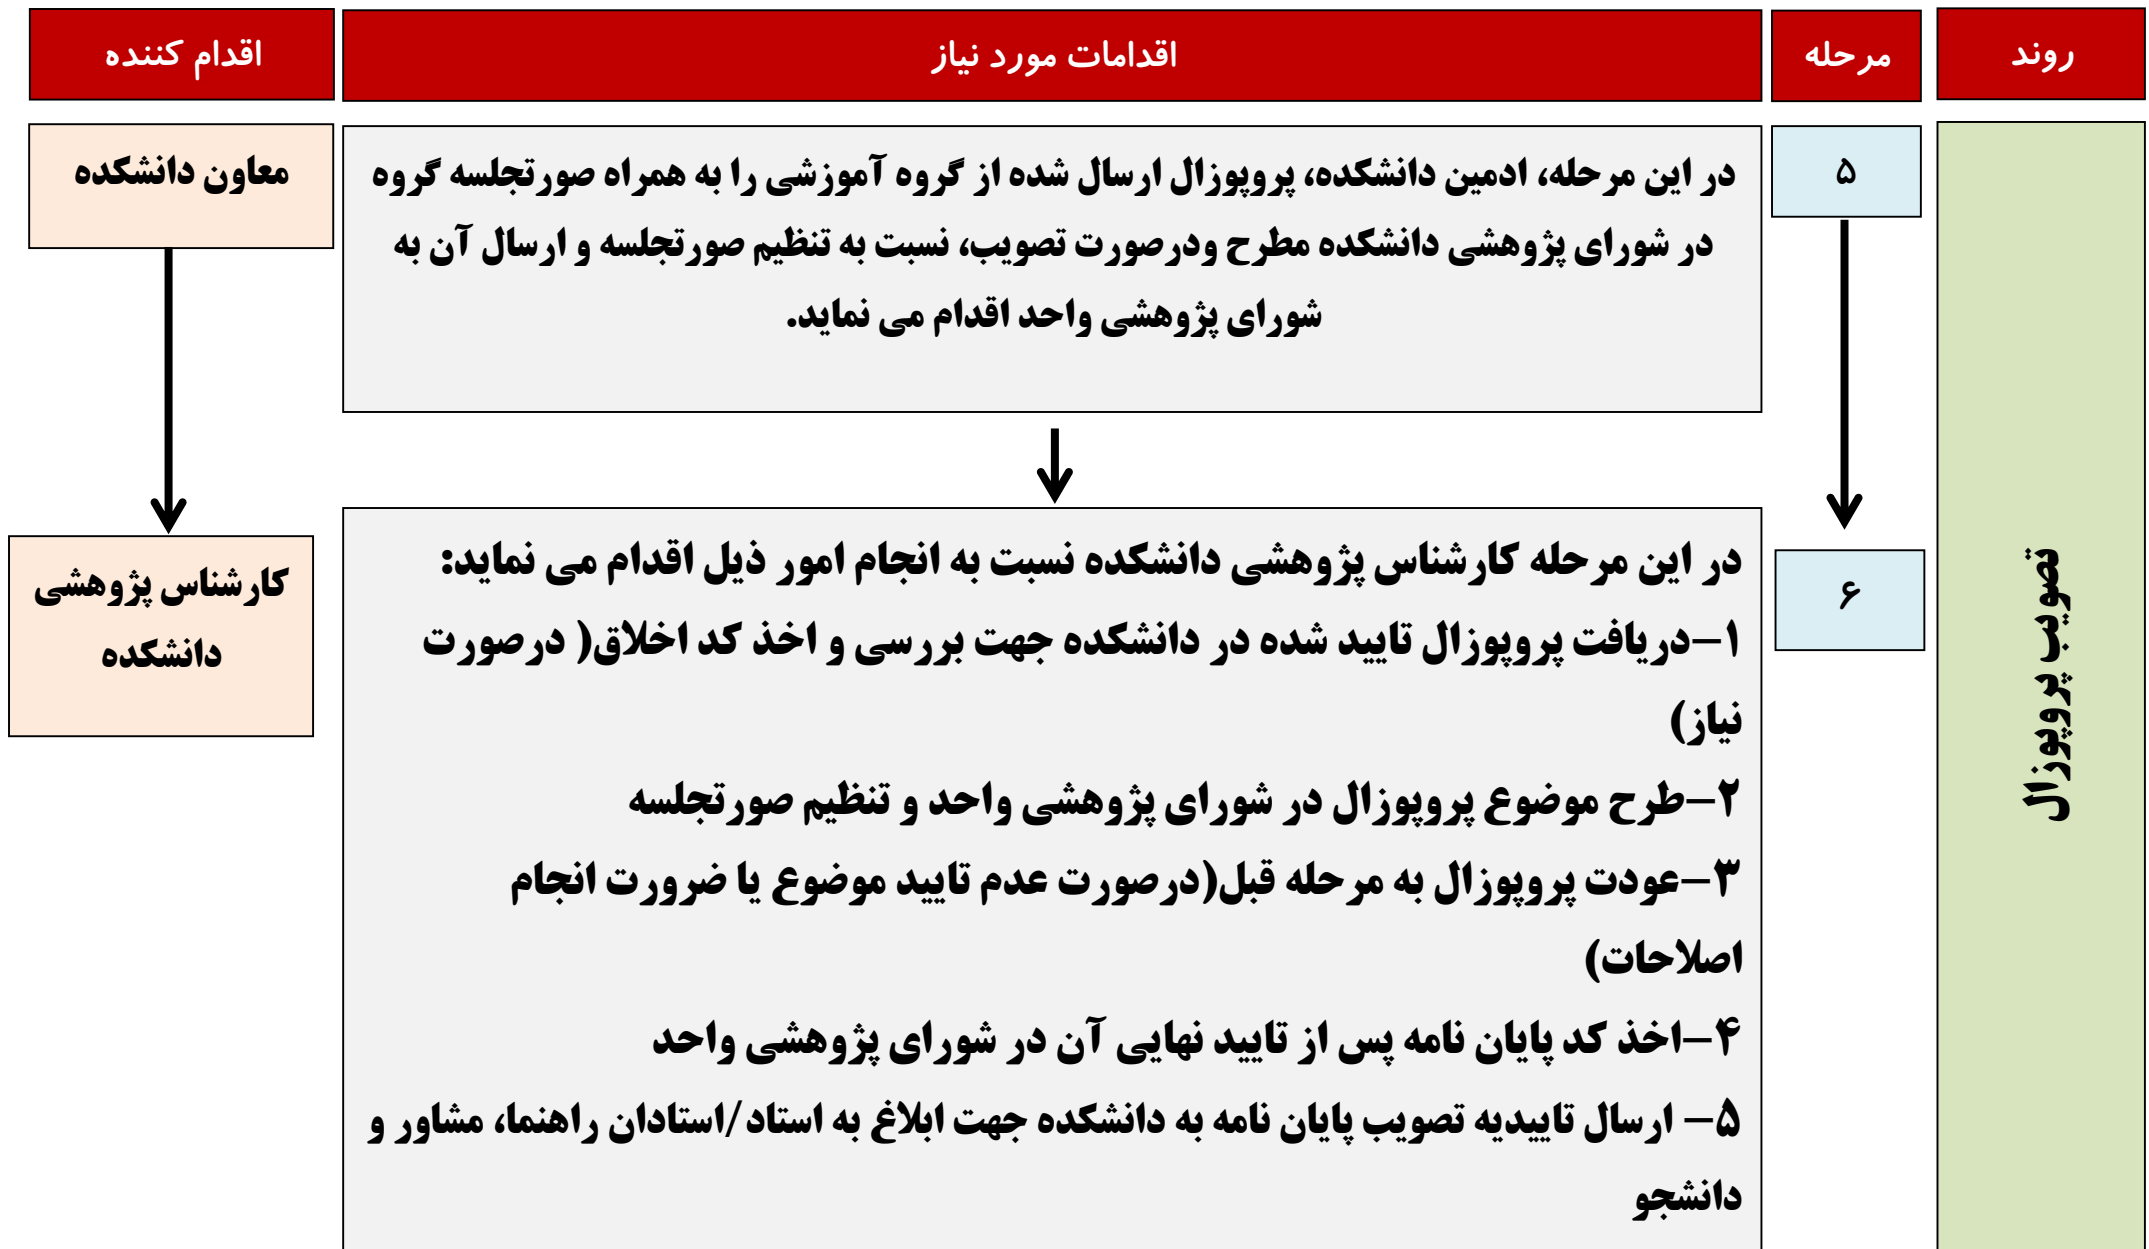 روند
مرحله
اقدامات مورد نیاز
اقدام کننده
تصویب پروپوزال
۵
در این مرحله، ادمین دانشکده، پروپوزال ارسال شده از گروه آموزشی را به همراه صورتجلسه گروه
در شورای پژوهشی دانشکده مطرح ودرصورت تصویب، نسبت به تنظیم صورتجلسه و ارسال آن به
شورای پژوهشی واحد اقدام می نماید.
معاون دانشکده
۶
در این مرحله کارشناس پژوهشی دانشکده نسبت به انجام امور ذیل اقدام می نماید:
۱-دریافت پروپوزال تایید شده در دانشکده جهت بررسی و اخذ کد اخلاق( درصورت
نیاز)
۲-طرح موضوع پروپوزال در شورای پژوهشی واحد و تنظیم صورتجلسه
۳-عودت پروپوزال به مرحله قبل(درصورت عدم تایید موضوع یا ضرورت انجام
اصلاحات)
۴-اخذ کد پایان نامه پس از تایید نهایی آن در شورای پژوهشی واحد
۵- ارسال تاییدیه تصویب پایان نامه به دانشکده جهت ابلاغ به استاد/استادان راهنما، مشاور و
دانشجو
کارشناس پژوهشی
دانشکده